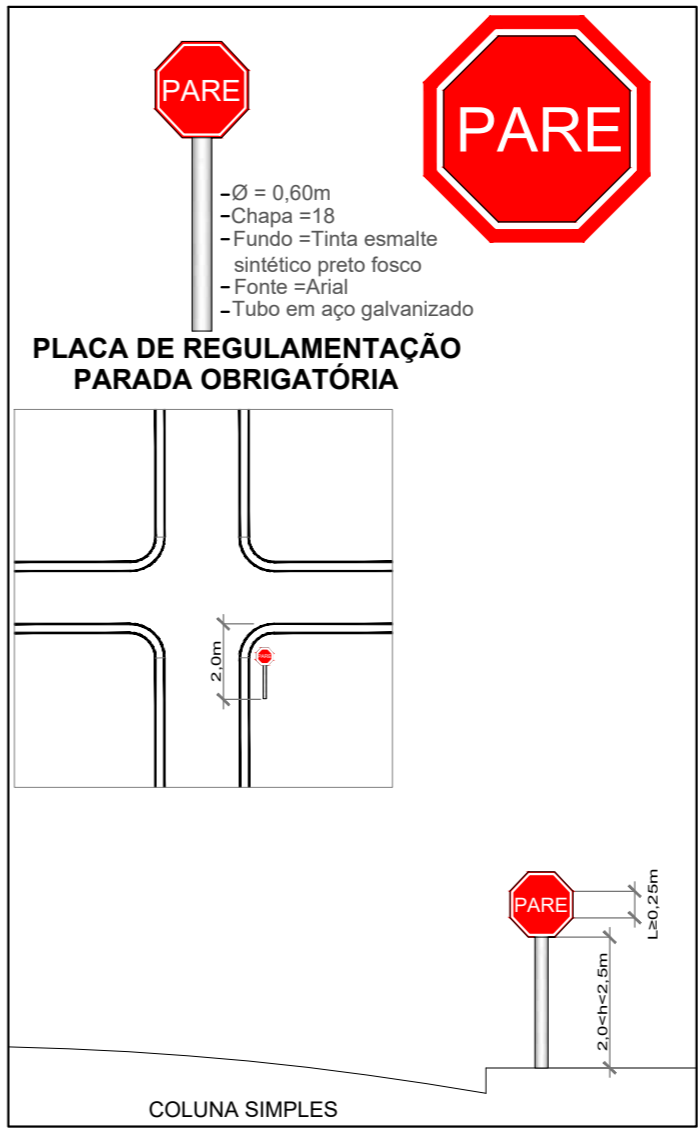 PARE
PARE
-Ø = 0,60m
-Chapa =18
-Fundo =Tinta esmalte
sintético preto fosco
-Fonte =Arial
-Tubo em aço galvanizado
PLACA DE REGULAMENTAÇÃO
PARADA OBRIGATÓRIA
2,0m
PARE
PARE
L≥0,25m
2,0<h<2,5m
COLUNA SIMPLES